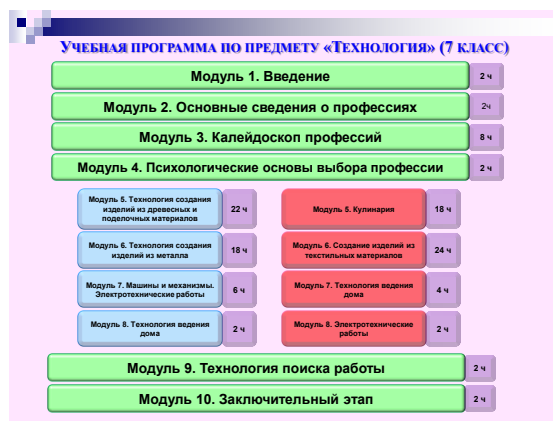 Учебная программа по предмету «Технология» (7 класс)
Модуль 1. Введение
2 ч
Модуль 2. Основные сведения о профессиях
2ч
Модуль 3. Калейдоскоп профессий
8 ч
Модуль 4. Психологические основы выбора профессии
2 ч
Модуль 5. Технология создания
изделий из древесных и
поделочных материалов
22 ч
Модуль 5. Кулинария
18 ч
Модуль 6. Технология создания
изделий из металла
18 ч
Модуль 6. Создание изделий из
текстильных материалов
24 ч
Модуль 7. Машины и механизмы.
Электротехнические работы
6 ч
Модуль 7. Технология ведения
дома
4 ч
Модуль 8. Технология ведения
дома
2 ч
Модуль 8. Электротехнические
работы
2 ч
Модуль 9. Технология поиска работы
2 ч
Модуль 10. Заключительный этап
2 ч